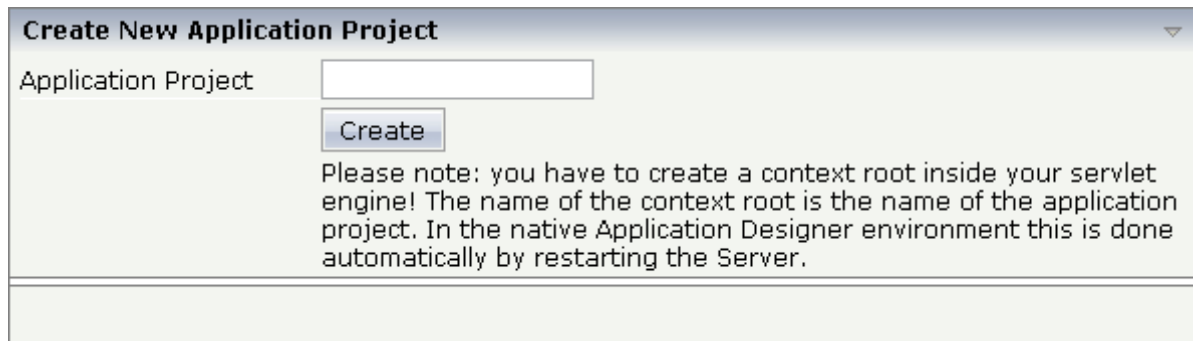 Create New Application Project
Application Project
Create
Please note: you have to create a context root inside your servlet
engine! The name of the context root is the name of the application
project. In the native Application Designer environment this is done
automatically by restarting the Server.